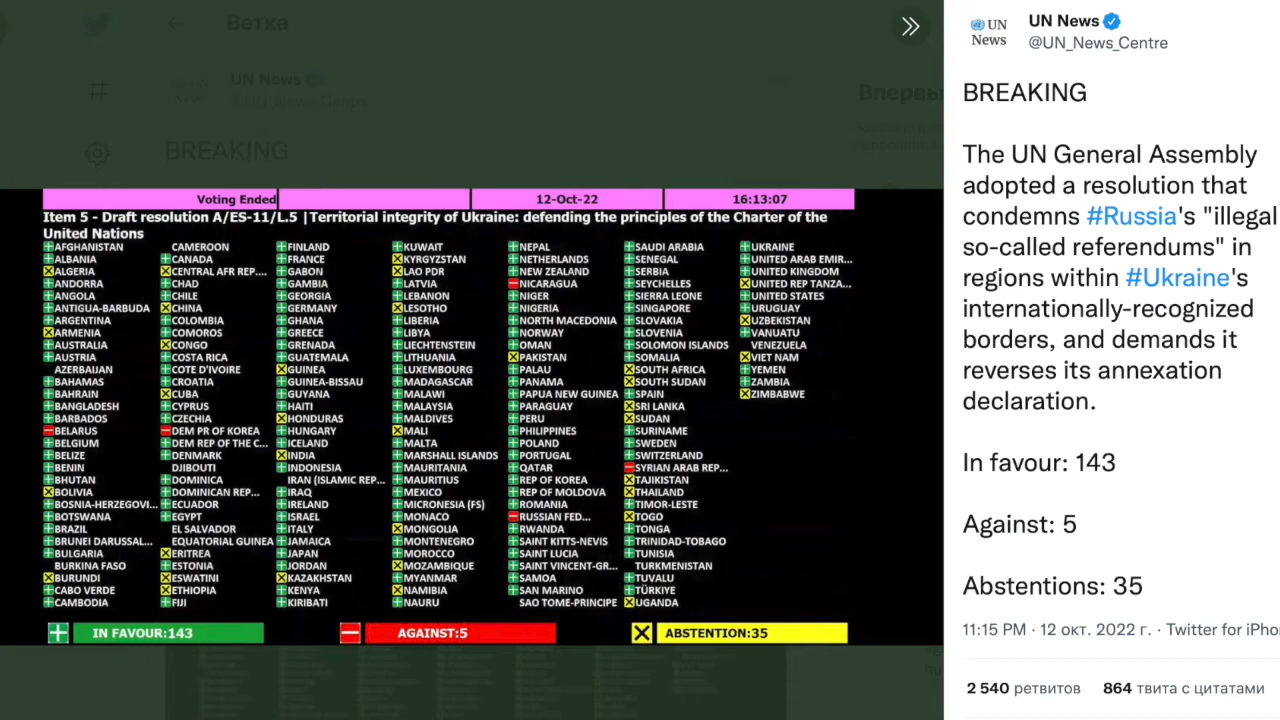 Ветка
UN News
BREAKING
Voting Ended 12-Oct-22 16:13:07
Item 5 - Draft resolution A/ES-11/L.5 |Territorial integrity of Ukraine: defending the principles of the Charter of the
United Nations
AFGHANISTAN CAMEROON FINLAND KUWAIT NEPAL SAUDI ARABIA UKRAINE
ALBANIA CANADA FRANCE KYRGYZSTAN NETHERLANDS SENEGAL UNITED ARAB EMIR...
ALGERIA CENTRAL AFR REP.... GABON LAO PDR NEW ZEALAND SERBIA UNITED KINGDOM
ANDORRA CHAD GAMBIA LATVIA NICARAGUA SEYCHELLES UNITED REP TANZA...
ANGOLA CHILE GEORGIA LEBANON NIGER SIERRA LEONE UNITED STATES
ANTIGUA-BARBUDA CHINA GERMANY LESOTHO NIGERIA SINGAPORE URUGUAY
ARGENTINA COLOMBIA GHANA LIBERIA NORTH MACEDONIA SLOVAKIA UZBEKISTAN
ARMENIA COMOROS GREECE LIBYA NORWAY SLOVENIA VANUATU
AUSTRALIA CONGO GRENADA LIECHTENSTEIN OMAN SOLOMON ISLANDS VENEZUELA
AUSTRIA COSTA RICA GUATEMALA LITHUANIA PAKISTAN SOMALIA VIET NAM
AZERBAIJAN COTE D'IVOIRE GUINEA LUXEMBOURG PALAU SOUTH AFRICA YEMEN
BAHAMAS CROATIA GUINEA-BISSAU MADAGASCAR PANAMA SOUTH SUDAN ZAMBIA
BAHRAIN CUBA GUYANA MALAWI PAPUA NEW GUINEA SPAIN ZIMBABWE
BANGLADESH CYPRUS HAITI MALAYSIA PARAGUAY SRI LANKA
BARBADOS CZECHIA HONDURAS MALDIVES PERU SUDAN
BELARUS DEM PR OF KOREA HUNGARY MALI PHILIPPINES SURINAME
BELGIUM DEM REP OF THE C... ICELAND MALTA POLAND SWEDEN
BELIZE DENMARK INDIA MARSHALL ISLANDS PORTUGAL SWITZERLAND
BENIN DJIBOUTI INDONESIA MAURITANIA QATAR SYRIAN ARAB REP...
BHUTAN DOMINICA IRAN (ISLAMIC REP... MAURITIUS REP OF KOREA TAJIKISTAN
BOLIVIA DOMINICAN REP... IRAQ MEXICO REP OF MOLDOVA THAILAND
BOSNIA-HERZEGOVI... ECUADOR IRELAND MICRONESIA (FS) ROMANIA TIMOR-LESTE
BOTSWANA EGYPT ISRAEL MONACO RUSSIAN FED... TOGO
BRAZIL EL SALVADOR ITALY MONGOLIA RWANDA TONGA
BRUNEI DARUSSAL... EQUATORIAL GUINEA JAMAICA MONTENEGRO SAINT KITTS-NEVIS TRINIDAD-TOBAGO
BULGARIA ERITREA JAPAN MOROCCO SAINT LUCIA TUNISIA
BURKINA FASO ESTONIA JORDAN MOZAMBIQUE SAINT VINCENT-GR... TURKMENISTAN
BURUNDI ESWATINI KAZAKHSTAN MYANMAR SAMOA TUVALU
CABO VERDE ETHIOPIA KENYA NAMIBIA SAN MARINO TÜRKIYE
CAMBODIA FIJI KIRIBATI NAURU SAO TOME-PRINCIPE UGANDA
IN FAVOUR:143 AGAINST:5 ABSTENTION:35
UN News
UN News
@UN_News_Centre
BREAKING
The UN General Assembly
adopted a resolution that
condemns #Russia's "illegal
so-called referendums" in
regions within #Ukraine's
internationally-recognized
borders, and demands it
reverses its annexation
declaration.
In favour: 143
Against: 5
Abstentions: 35
11:15 PM · 12 окт. 2022 г. · Twitter for iPho
2 540 ретвитов 864 твита с цитатами